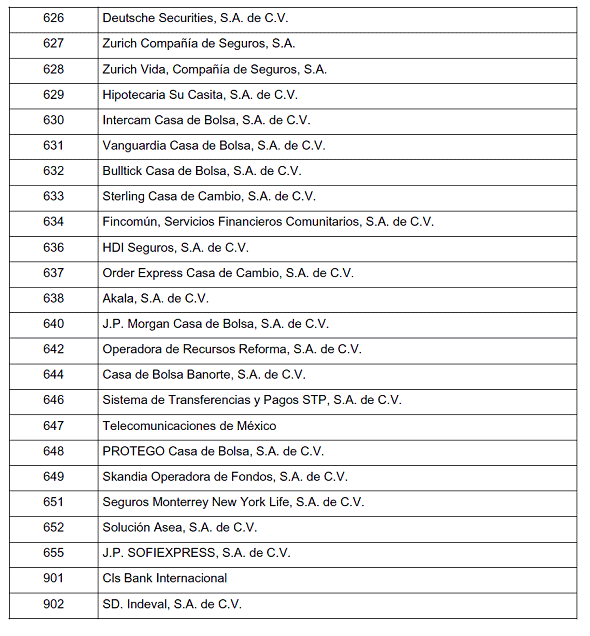 626 Deutsche Securities, S.A. de C.V.
627 Zurich Compañía de Seguros, S.A.
628 Zurich Vida, Compañía de Seguros, S.A.
629 Hipotecaria Su Casita, S.A. de C.V.
630 Intercam Casa de Bolsa, S.A. de C.V.
631 Vanguardia Casa de Bolsa, S.A. de C.V.
632 Bulltick Casa de Bolsa, S.A. de C.V.
633 Sterling Casa de Cambio, S.A. de C.V.
634 Fincomún, Servicios Financieros Comunitarios, S.A. de C.V.
636 HDI Seguros, S.A. de C.V.
637 Order Express Casa de Cambio, S.A. de C.V.
638 Akala, S.A. de C.V.
640 J.P. Morgan Casa de Bolsa, S.A. de C.V.
642 Operadora de Recursos Reforma, S.A. de C.V.
644 Casa de Bolsa Banorte, S.A. de C.V.
646 Sistema de Transferencias y Pagos STP, S.A. de C.V.
647 Telecomunicaciones de México
648 PROTEGO Casa de Bolsa, S.A. de C.V.
649 Skandia Operadora de Fondos, S.A. de C.V.
651 Seguros Monterrey New York Life, S.A. de C.V.
652 Solución Asea, S.A. de C.V.
655 J.P. SOFIEXPRESS, S.A. de C.V.
901 Cls Bank Internacional
902 SD. Indeval, S.A. de C.V.